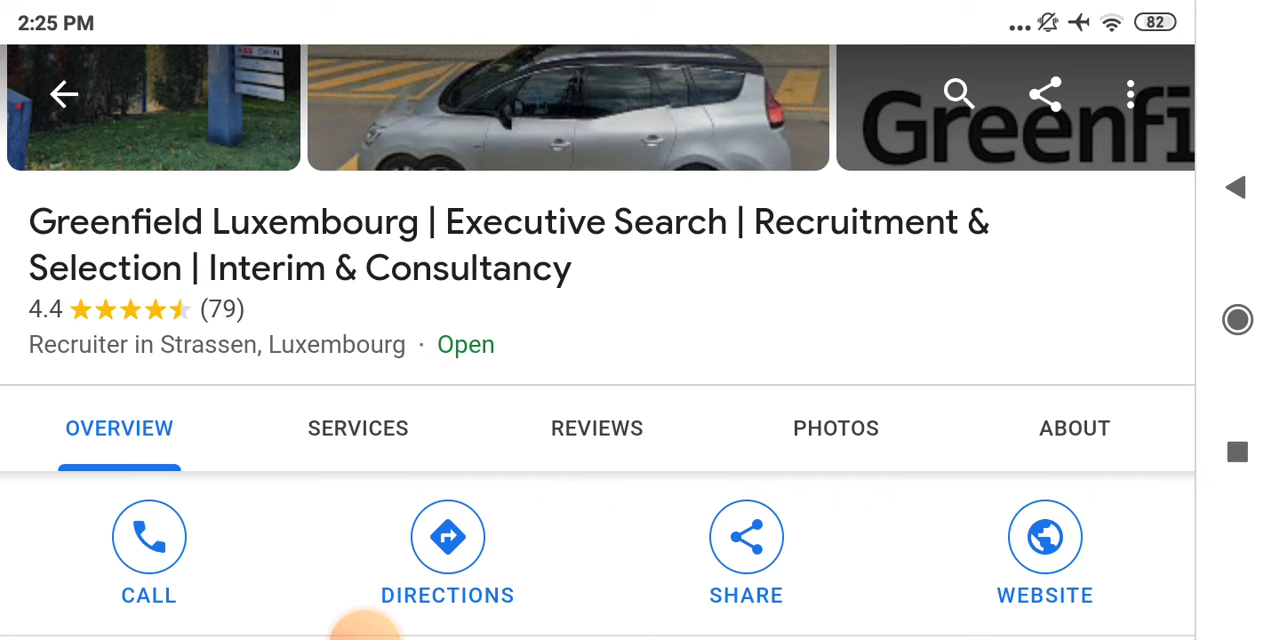 2:25 PM
82
Greenfi
Greenfield Luxembourg | Executive Search | Recruitment &
Selection | Interim & Consultancy
4.4 (79)
Recruiter in Strassen, Luxembourg · Open
OVERVIEW SERVICES REVIEWS PHOTOS ABOUT
CALL DIRECTIONS SHARE WEBSITE